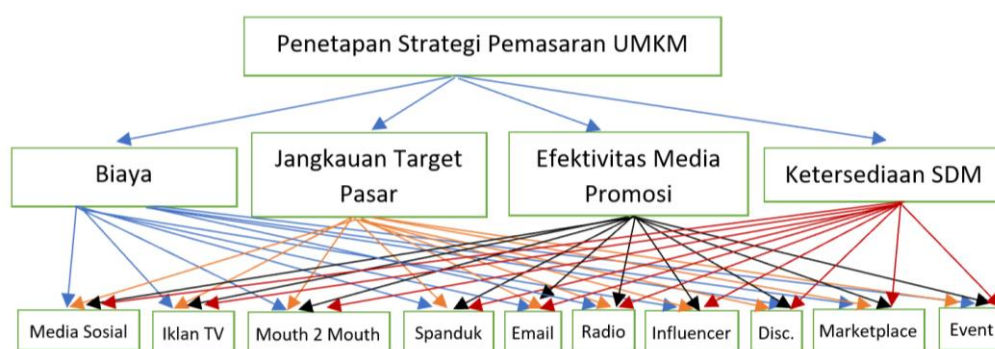 Penetapan Strategi Pemasaran UMKM
Biaya
Jangkauan Target
Pasar
Efektivitas Media
Promosi
Ketersediaan SDM
Media Sosial
Iklan TV
Mouth 2 Mouth
Spanduk
Email
Radio
Influencer
Disc.
Marketplace
Event